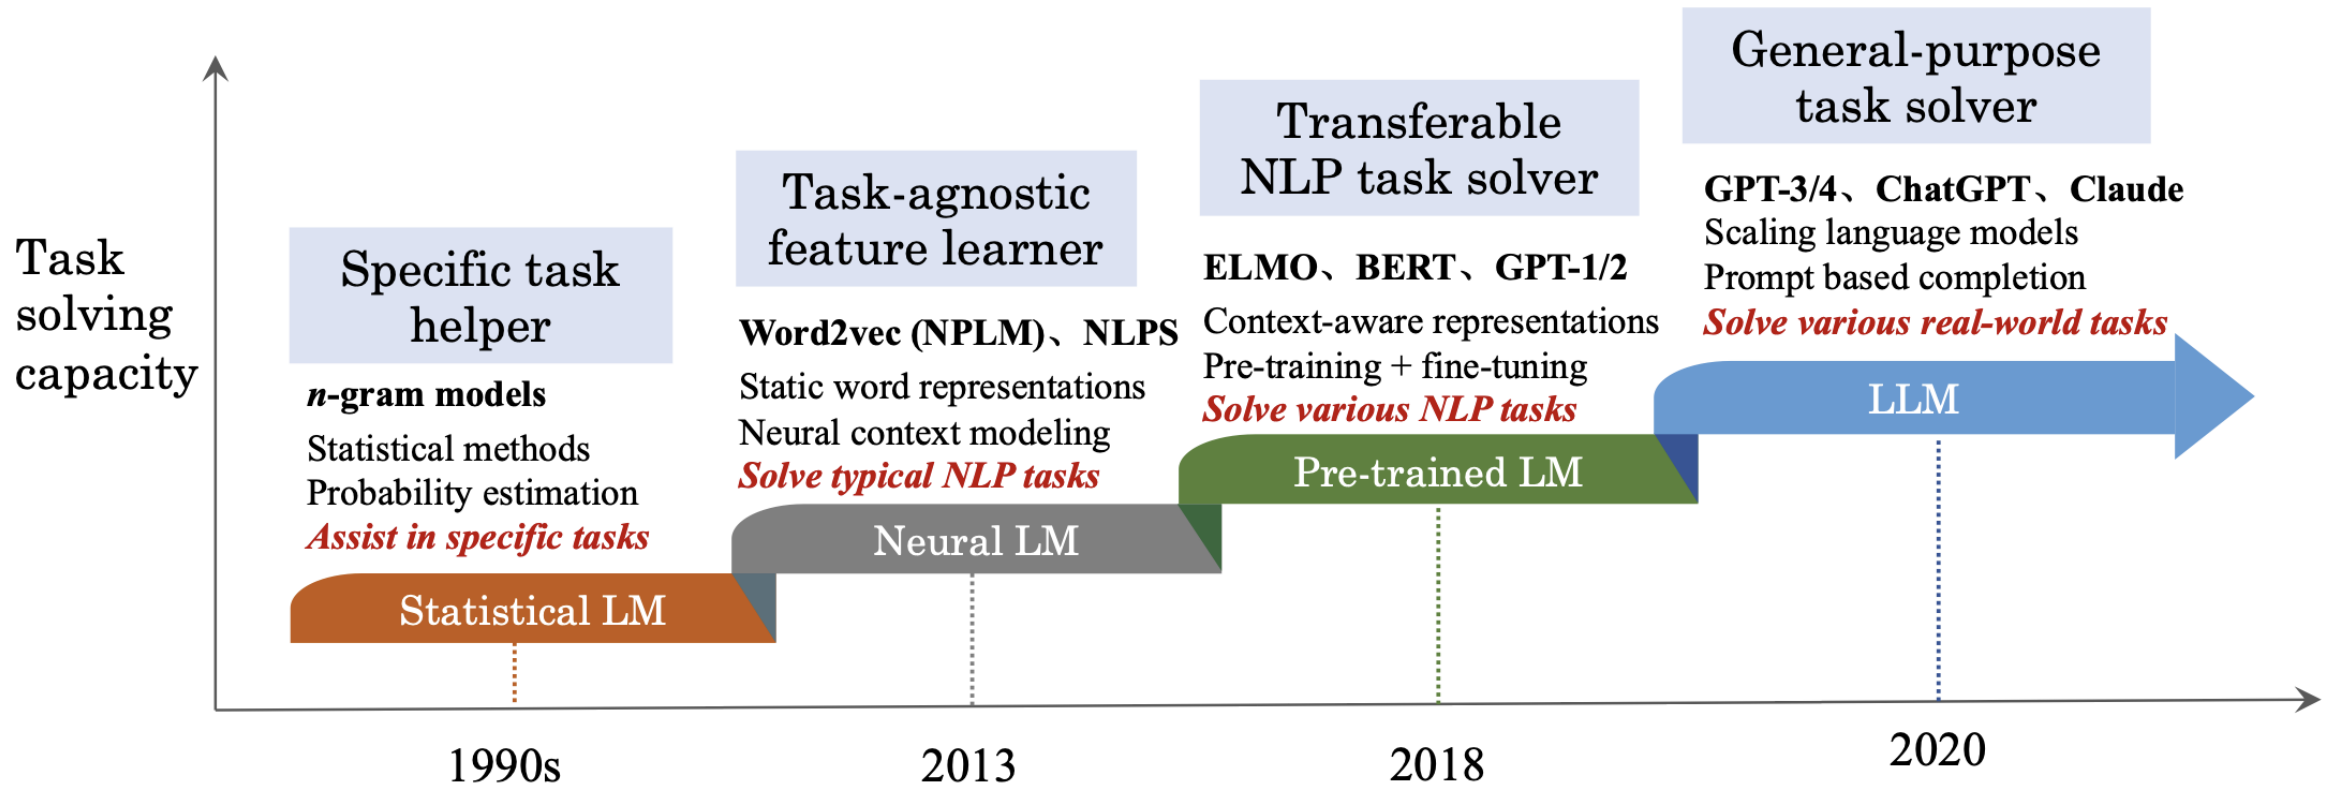 Task
solving
capacity
Specific task
helper
n-gram models
Statistical methods
Probability estimation
Assist in specific tasks
Statistical LM
1990s
Task-agnostic
feature learner
Word2vec (NPLM)、NLPS
Static word representations
Neural context modeling
Solve typical NLP tasks
Neural LM
2013
Transferable
NLP task solver
ELMO、BERT、GPT-1/2
Context-aware representations
Pre-training + fine-tuning
Solve various NLP tasks
Pre-trained LM
2018
General-purpose
task solver
GPT-3/4、ChatGPT、Claude
Scaling language models
Prompt based completion
Solve various real-world tasks
LLM
2020